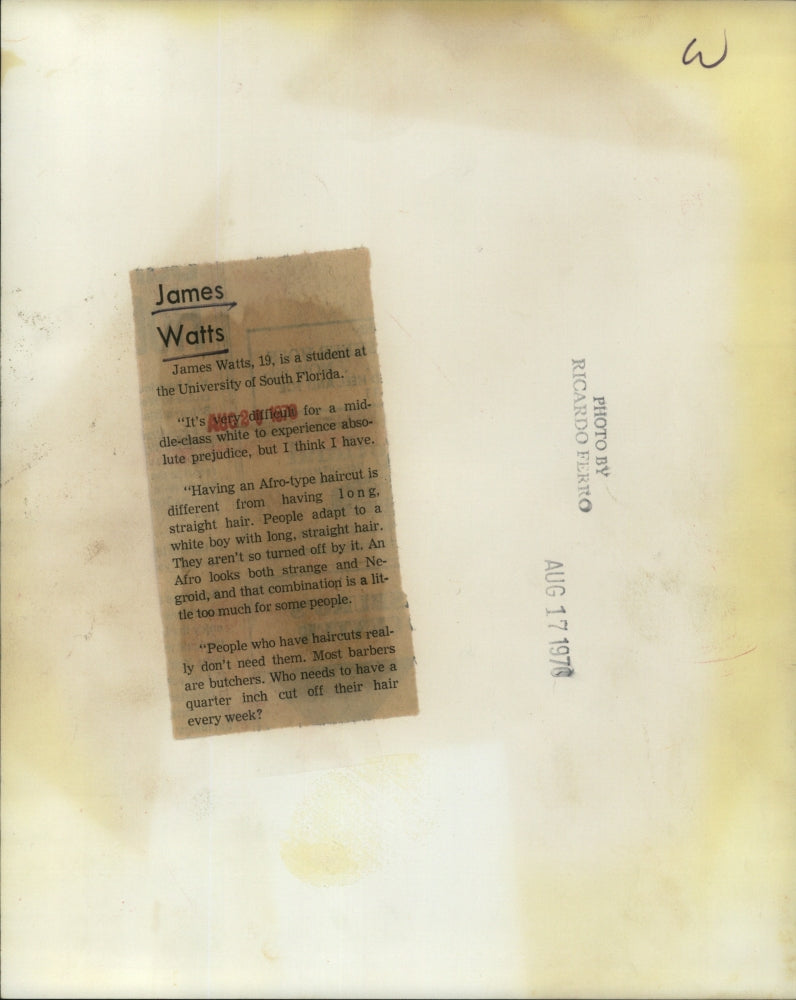 W
James
Watts
James Watts, 19, is a student at
the University of South Florida.
AUG 20 1970
"It's very difficult for a mid-
dle-class white to experience abso-
lute prejudice, but I think I have.
"Having an Afro-type haircut is
different from having long,
straight hair. People adapt to a
white boy with long, straight hair.
They aren't so turned off by it. An
Afro looks both strange and Ne-
groid, and that combination is a lit-
tle too much for some people.
"People who have haircuts real-
ly don't need them. Most barbers
are butchers. Who needs to have a
quarter inch cut off their hair
every week?
PHOTO BY
RICARDO FERRO
AUG 17 1970